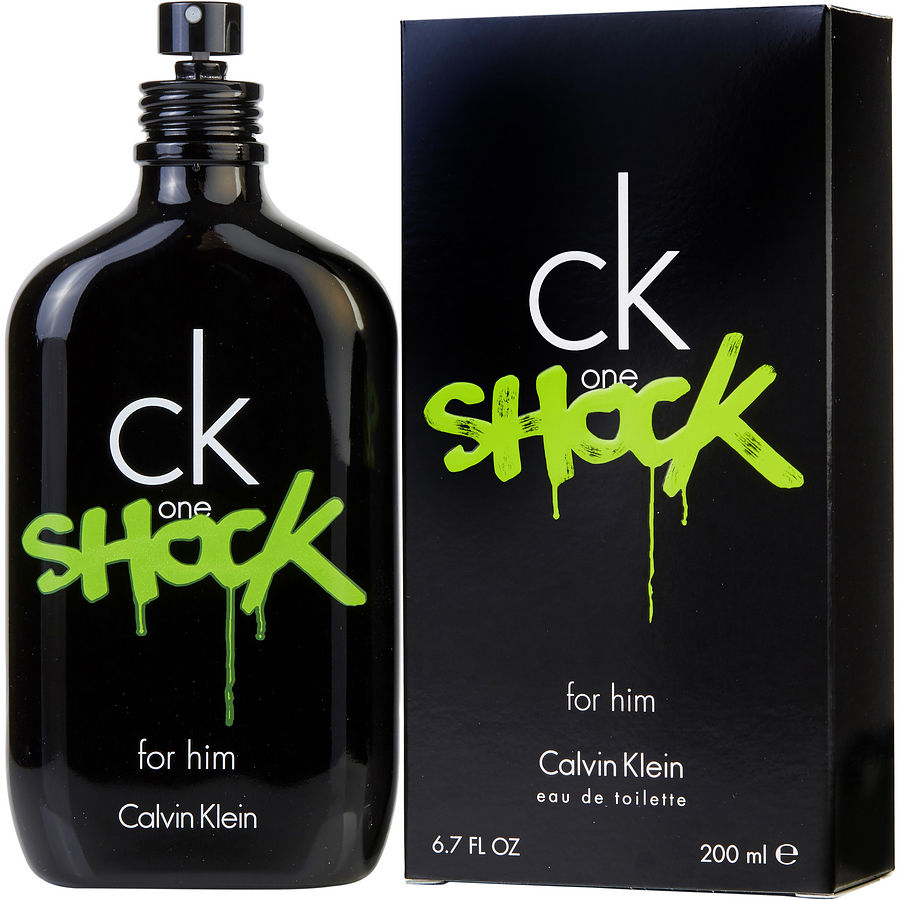 ck
one
SHOCK
for him
Calvin Klein
ck
one
SHOCK
for him
Calvin Klein
eau de toilette
6.7 FL OZ
200 ml ℮